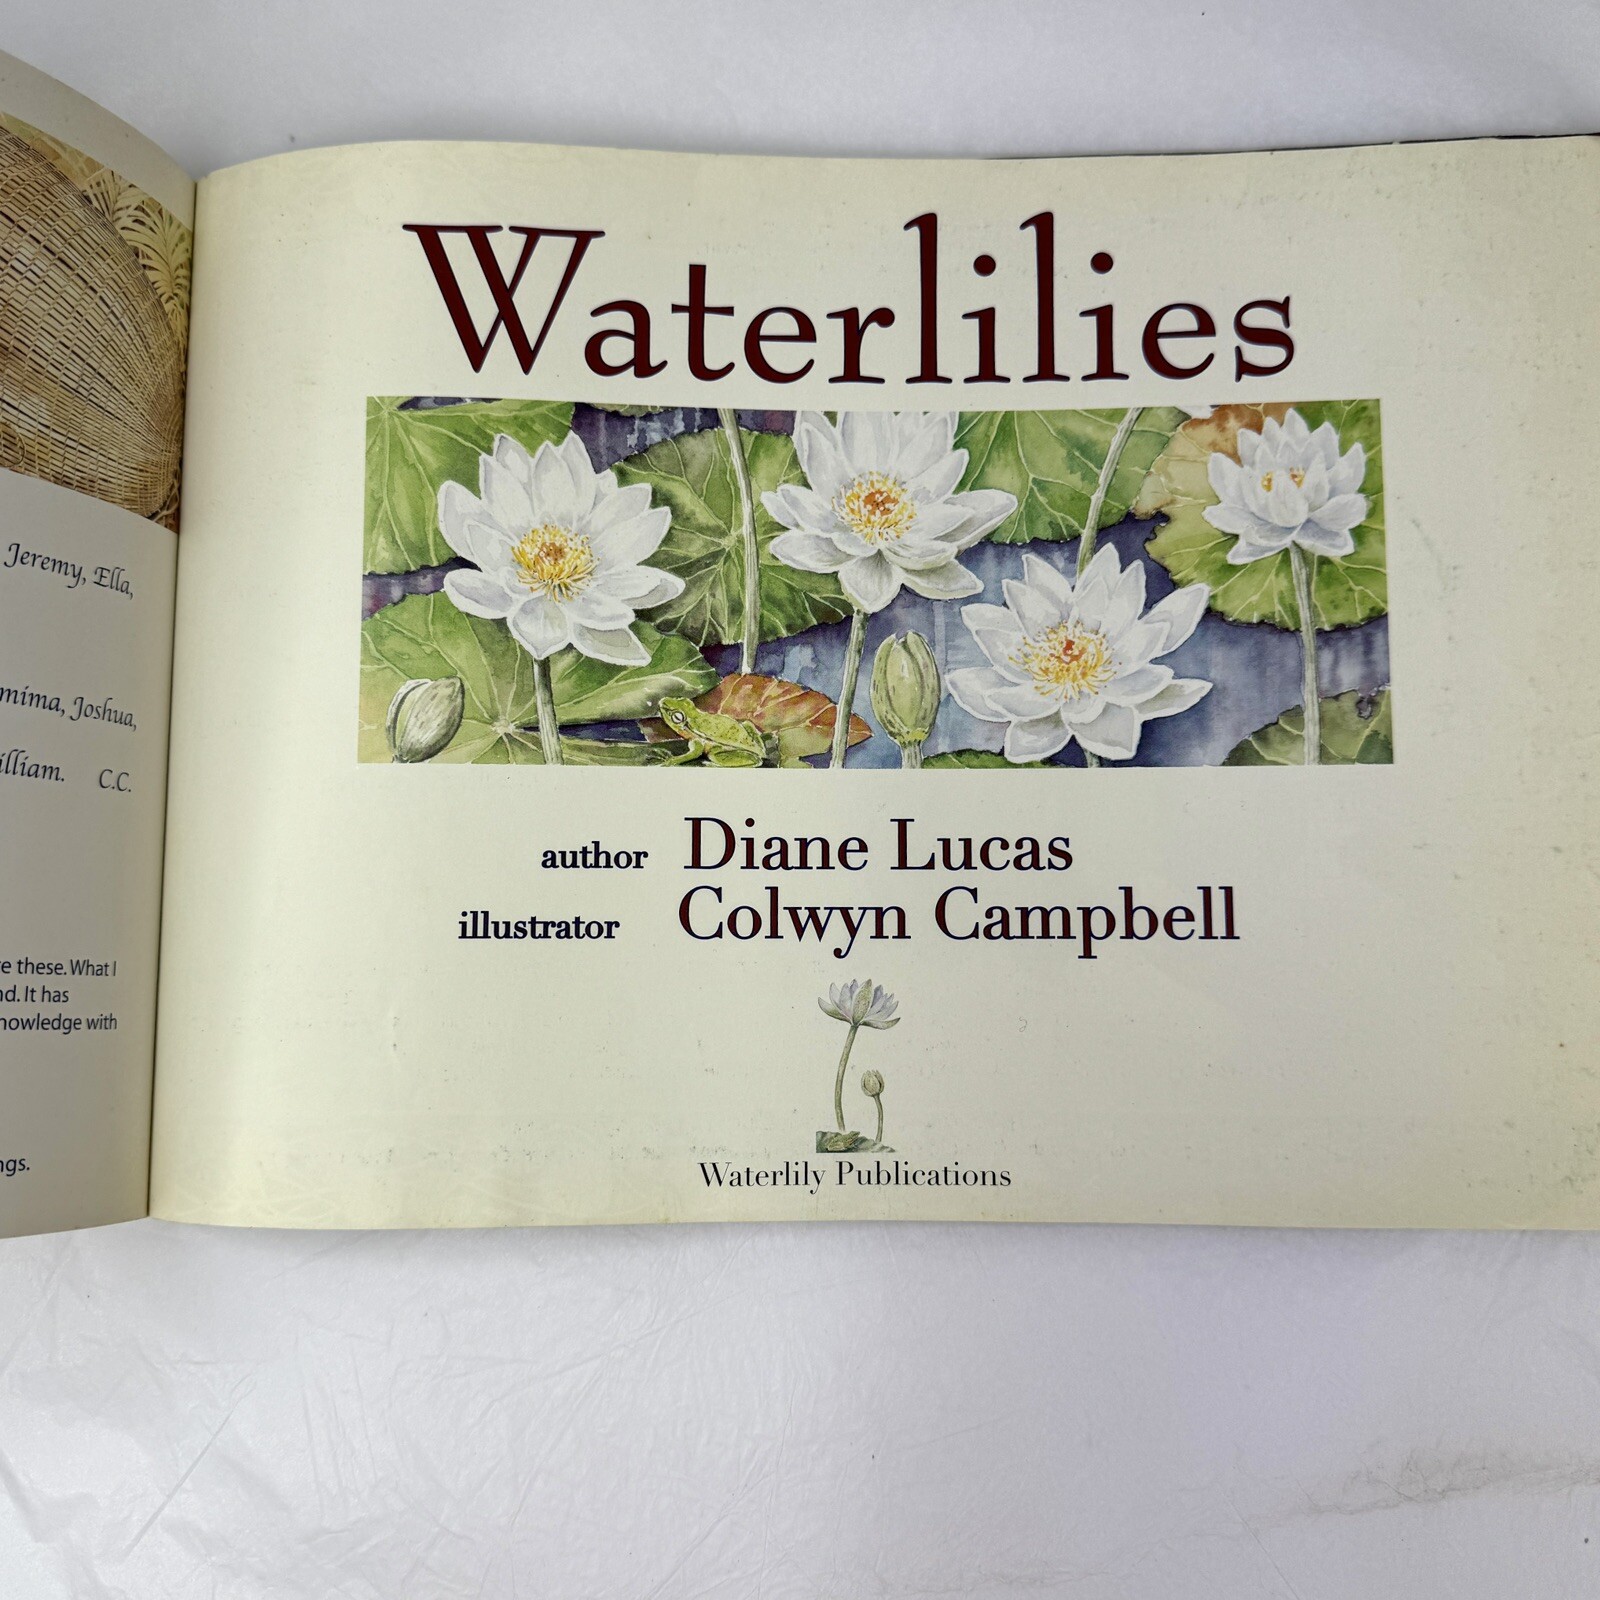 Jeremy, Ella,
Joshua,
C.C.
these. What I
It has
with
Waterlilies
author Diane Lucas
illustrator Colwyn Campbell
Waterlily Publications